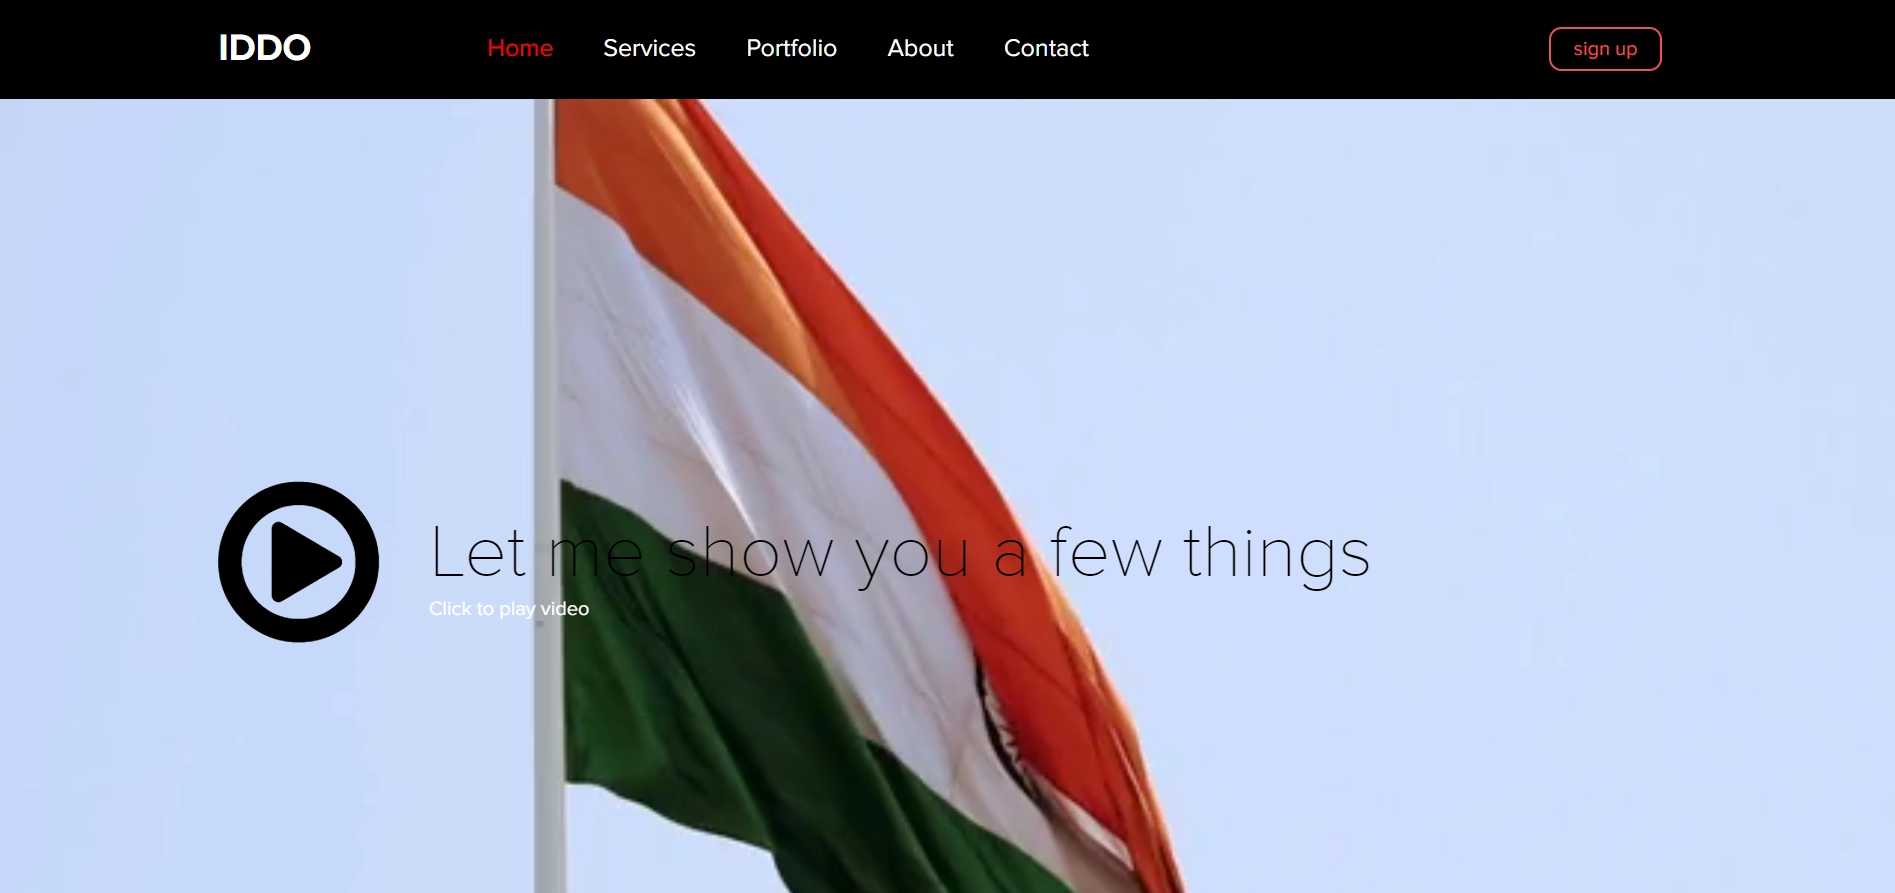 IDDO
Home Services Portfolio About Contact
sign up
Let me show you a few things
Click to play video